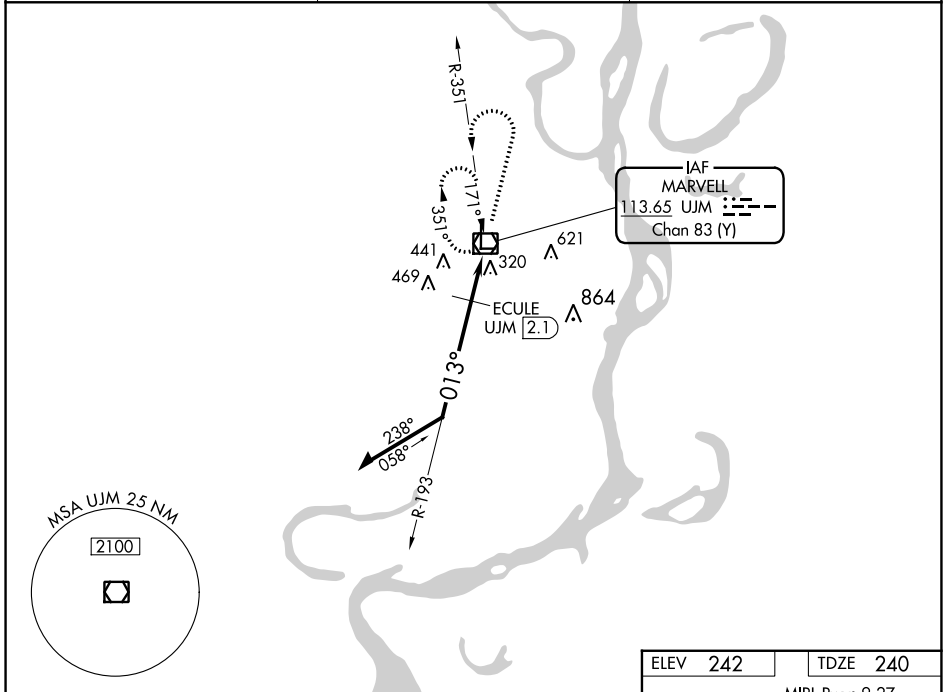 R-351
IAF
MARVELL
113.65 UJM
Chan 83 (Y)
171°
351°
441
320
621
469
ECULE
UJM 2.1
864
013°
238°
058°
R-193
MSA UJM 25 NM
2100
ELEV 242
TDZE 240